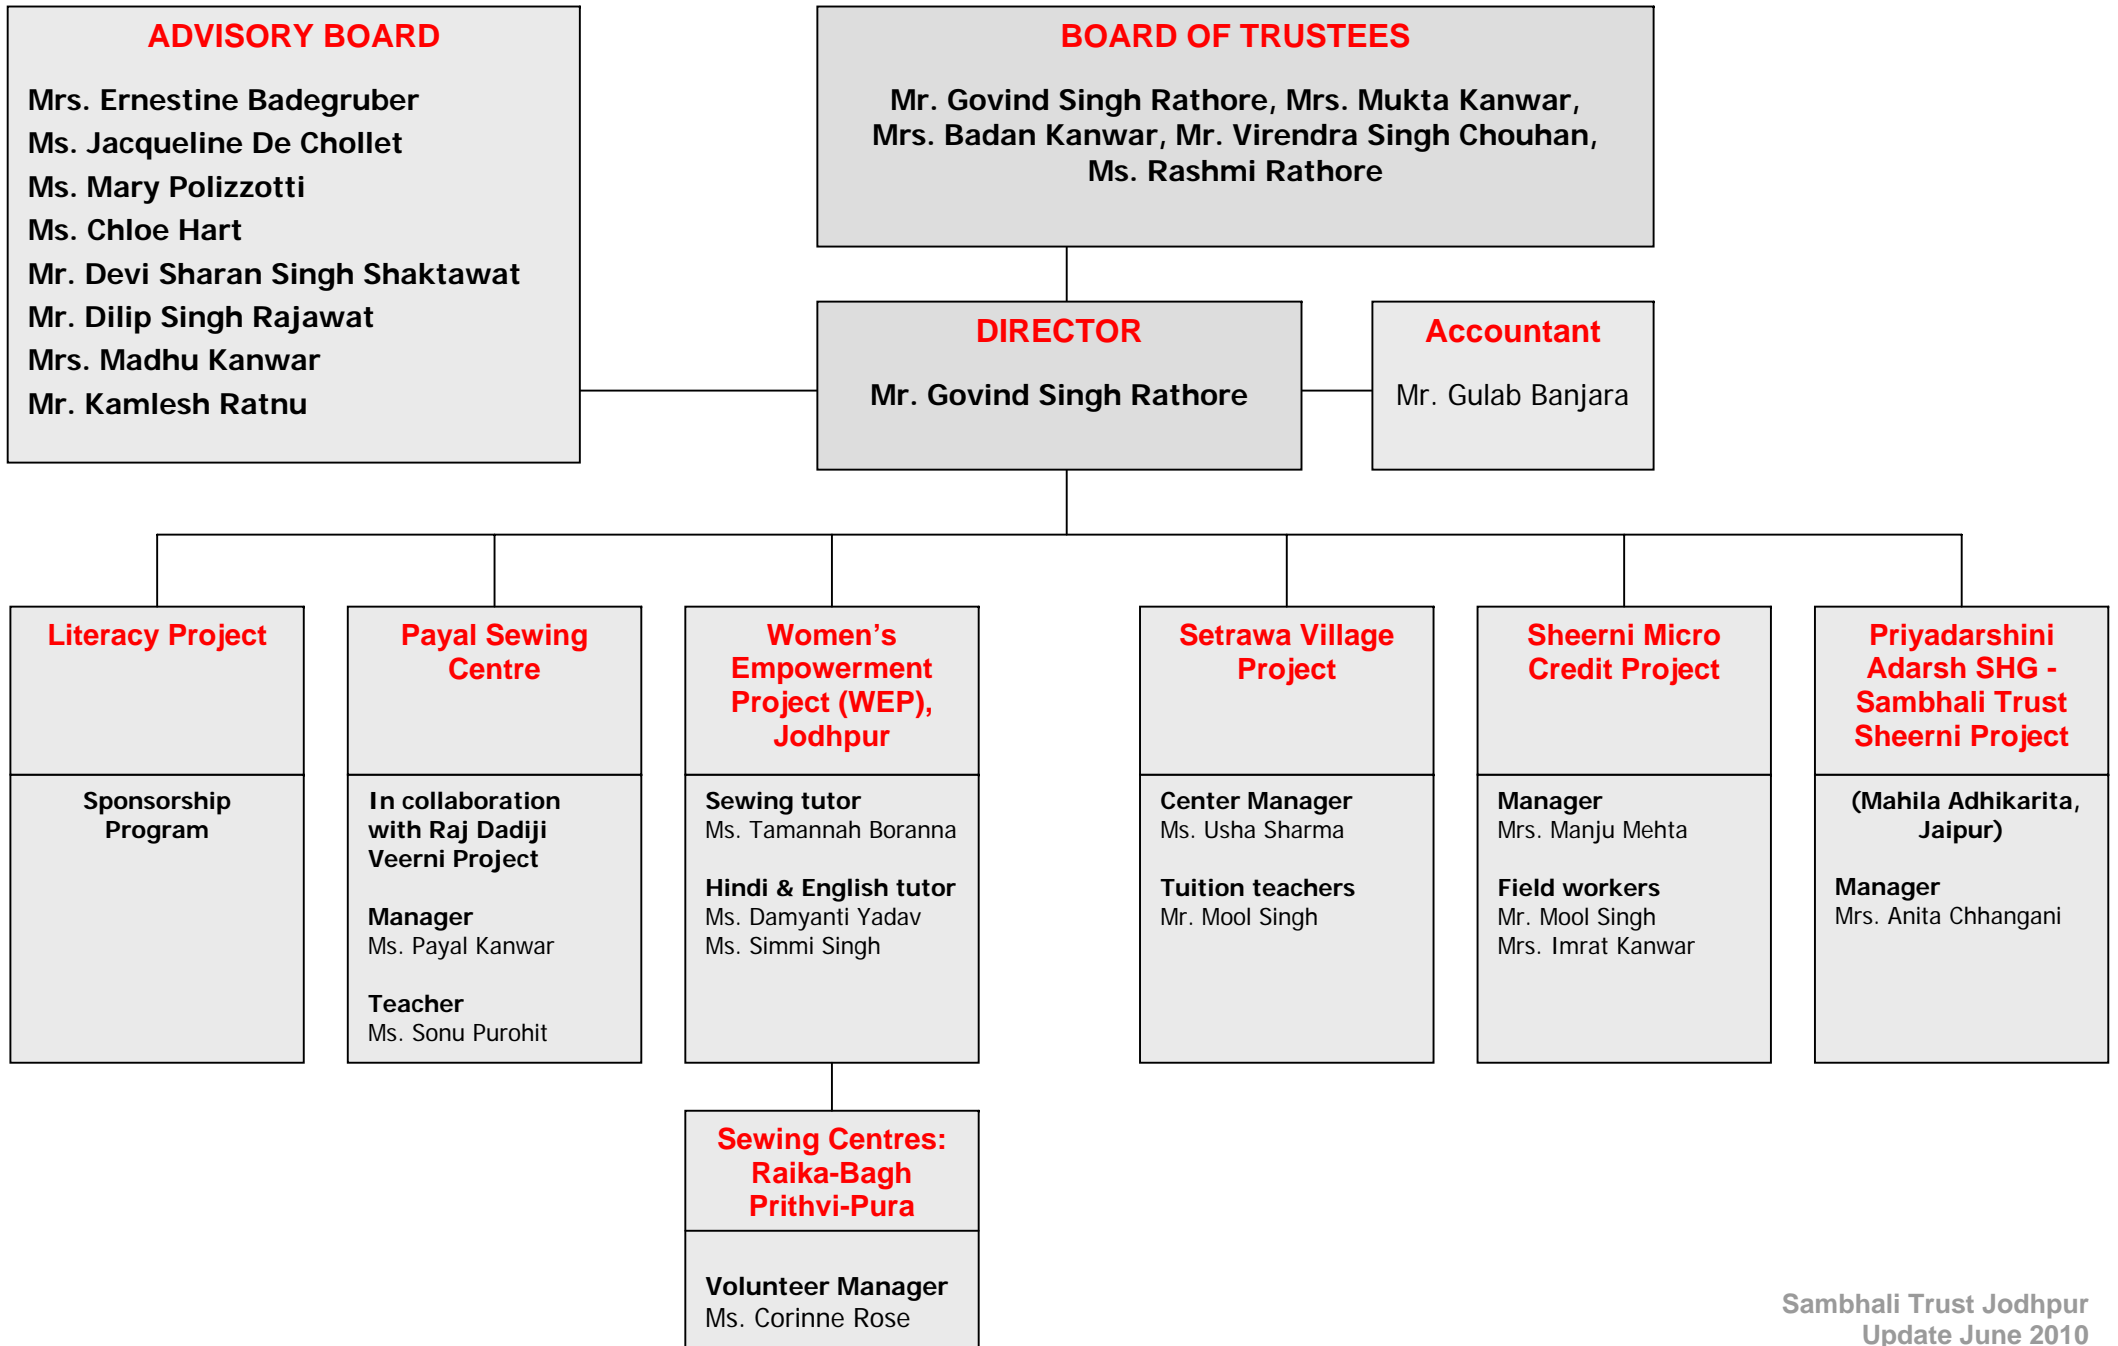 ADVISORY BOARD
Mrs. Ernestine Badegruber
Ms. Jacqueline De Chollet
Ms. Mary Polizzotti
Ms. Chloe Hart
Mr. Devi Sharan Singh Shaktawat
Mr. Dilip Singh Rajawat
Mrs. Madhu Kanwar
Mr. Kamlesh Ratnu
BOARD OF TRUSTEES
Mr. Govind Singh Rathore, Mrs. Mukta Kanwar,
Mrs. Badan Kanwar, Mr. Virendra Singh Chouhan,
Ms. Rashmi Rathore
DIRECTOR
Mr. Govind Singh Rathore
Accountant
Mr. Gulab Banjara
Literacy Project
Sponsorship
Program
Payal Sewing
Centre
In collaboration
with Raj Dadiji
Veerni Project
Manager
Ms. Payal Kanwar
Teacher
Ms. Sonu Purohit
Women's
Empowerment
Project (WEP),
Jodhpur
Sewing tutor
Ms. Tamannah Boranna
Hindi & English tutor
Ms. Damyanti Yadav
Ms. Simmi Singh
Sewing Centres:
Raika-Bagh
Prithvi-Pura
Volunteer Manager
Ms. Corinne Rose
Setrawa Village
Project
Center Manager
Ms. Usha Sharma
Tuition teachers
Mr. Mool Singh
Sheerni Micro
Credit Project
Manager
Mrs. Manju Mehta
Field workers
Mr. Mool Singh
Mrs. Imrat Kanwar
Priyadarshini
Adarsh SHG -
Sambhali Trust
Sheerni Project
(Mahila Adhikarita,
Jaipur)
Manager
Mrs. Anita Chhangani
Sambhali Trust Jodhpur
Update June 2010